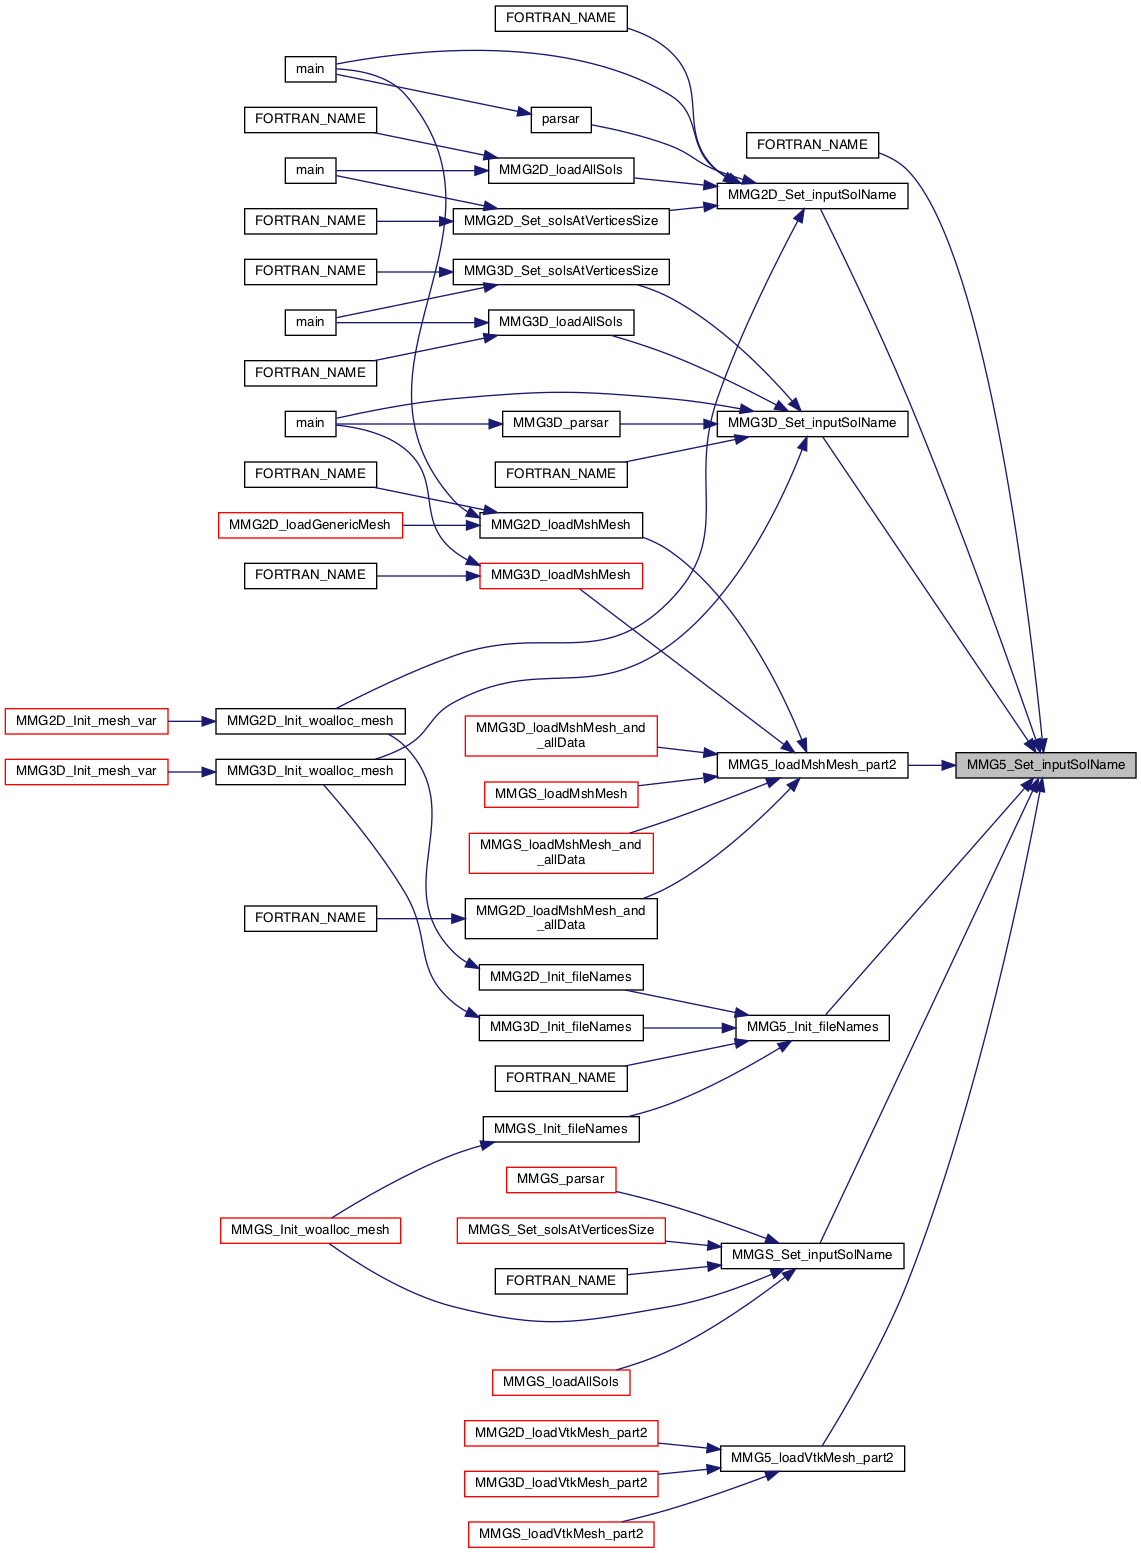 FORTRAN_NAME
main
parsar
FORTRAN_NAME
FORTRAN_NAME
main
MMG2D_loadAllSols
MMG2D_Set_inputSolName
FORTRAN_NAME
MMG2D_Set_solsAtVerticesSize
FORTRAN_NAME
MMG3D_Set_solsAtVerticesSize
main
MMG3D_loadAllSols
FORTRAN_NAME
main
MMG3D_parsar
MMG3D_Set_inputSolName
FORTRAN_NAME
FORTRAN_NAME
MMG2D_loadGenericMesh
MMG2D_loadMshMesh
FORTRAN_NAME
MMG3D_loadMshMesh
MMG2D_Init_mesh_var
MMG2D_Init_woalloc_mesh
MMG3D_Init_mesh_var
MMG3D_Init_woalloc_mesh
MMG3D_loadMshMesh_and
_allData
MMG5_loadMshMesh_part2
MMG5_Set_inputSolName
MMGS_loadMshMesh
MMGS_loadMshMesh_and
_allData
FORTRAN_NAME
MMG2D_loadMshMesh_and
_allData
MMG2D_Init_fileNames
MMG3D_Init_fileNames
MMG5_Init_fileNames
FORTRAN_NAME
MMGS_Init_fileNames
MMGS_parsar
MMGS_Init_woalloc_mesh
MMGS_Set_solsAtVerticesSize
MMGS_Set_inputSolName
FORTRAN_NAME
MMGS_loadAllSols
MMG2D_loadVtkMesh_part2
MMG5_loadVtkMesh_part2
MMG3D_loadVtkMesh_part2
MMGS_loadVtkMesh_part2